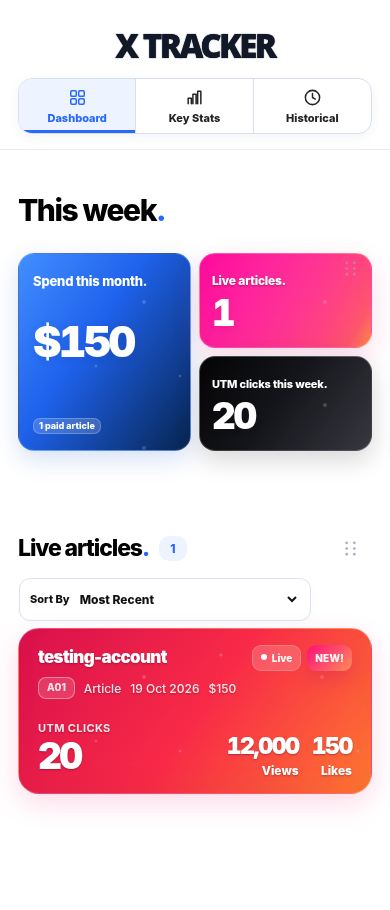 X TRACKER
Dashboard
Key Stats
Historical
This week.
Spend this month.
$150
1 paid article
Live articles.
1
UTM clicks this week.
20
Live articles.
1
Sort By Most Recent
testing-account
Live
NEW!
A01 Article 19 Oct 2026 $150
UTM CLICKS
20
12,000 150
Views Likes